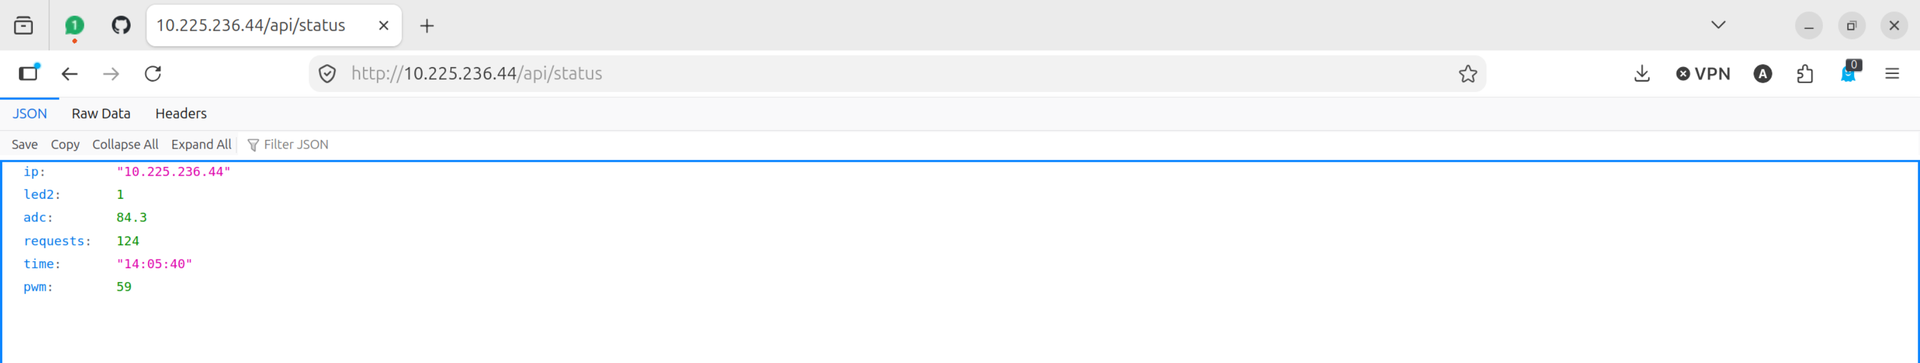 1
10.225.236.44/api/status
http://10.225.236.44/api/status
VPN
A
0
JSON Raw Data Headers
Save Copy Collapse All Expand All Filter JSON
ip: "10.225.236.44"
led2: 1
adc: 84.3
requests: 124
time: "14:05:40"
pwm: 59